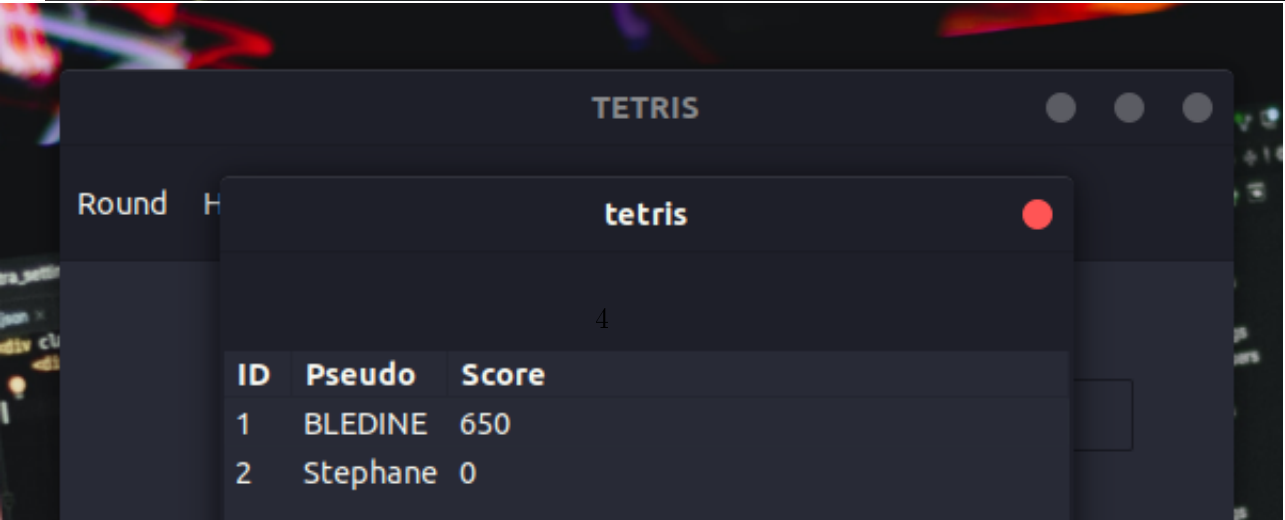 TETRIS
Round H
tetris
4
ID Pseudo Score
1 BLEDINE 650
2 Stephane 0